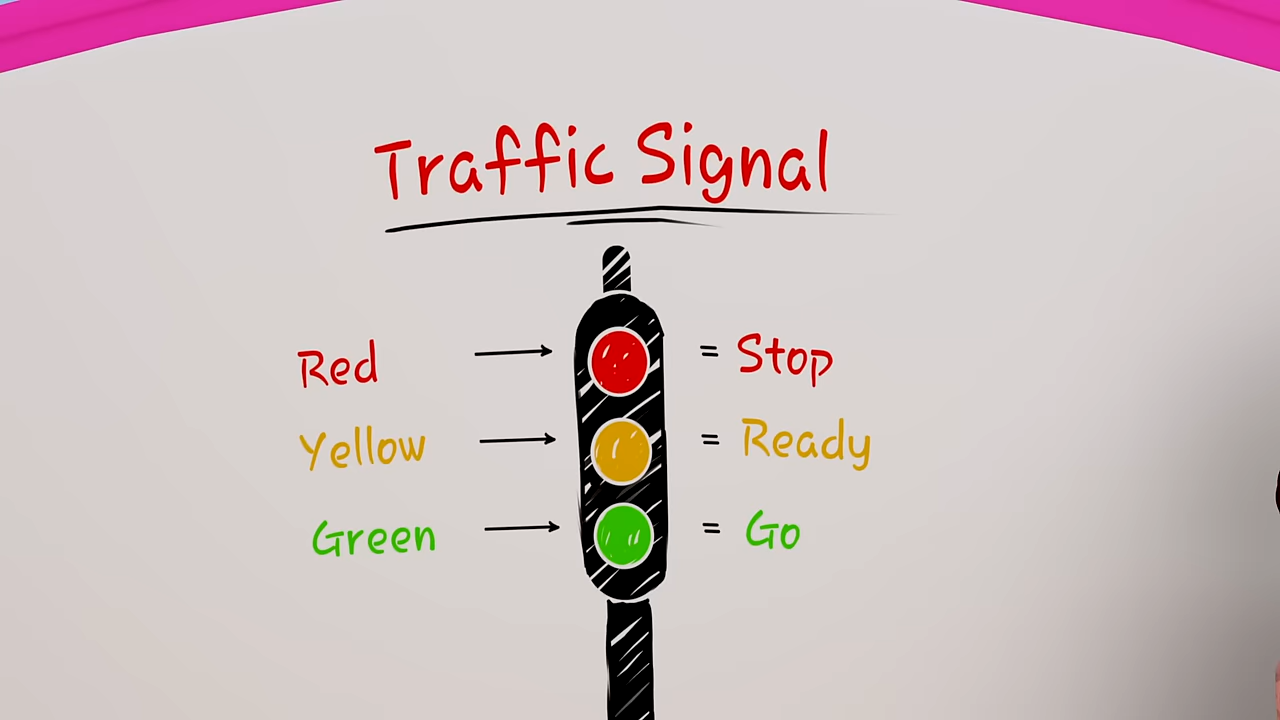 Traffic Signal
Red = Stop
Yellow = Ready
Green = Go